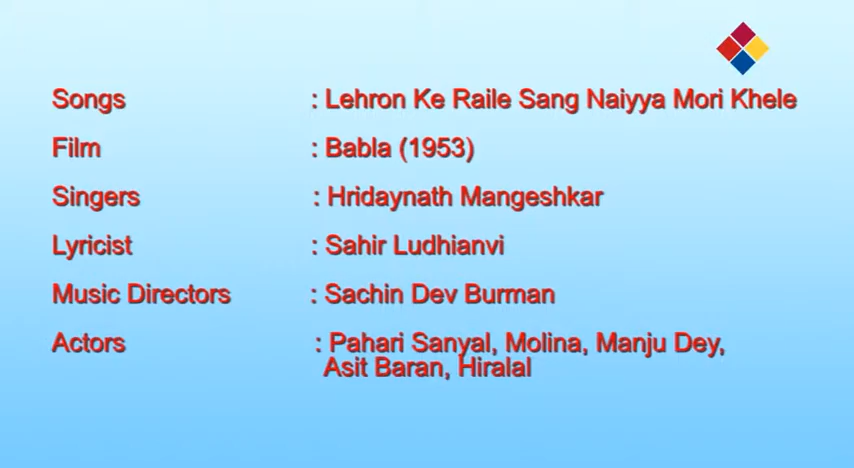 Songs : Lehron Ke Raile Sang Naiyya Mori Khele
Film : Babla (1953)
Singers : Hridaynath Mangeshkar
Lyricist : Sahir Ludhianvi
Music Directors : Sachin Dev Burman
Actors : Pahari Sanyal, Molina, Manju Dey,
Asit Baran, Hiralal